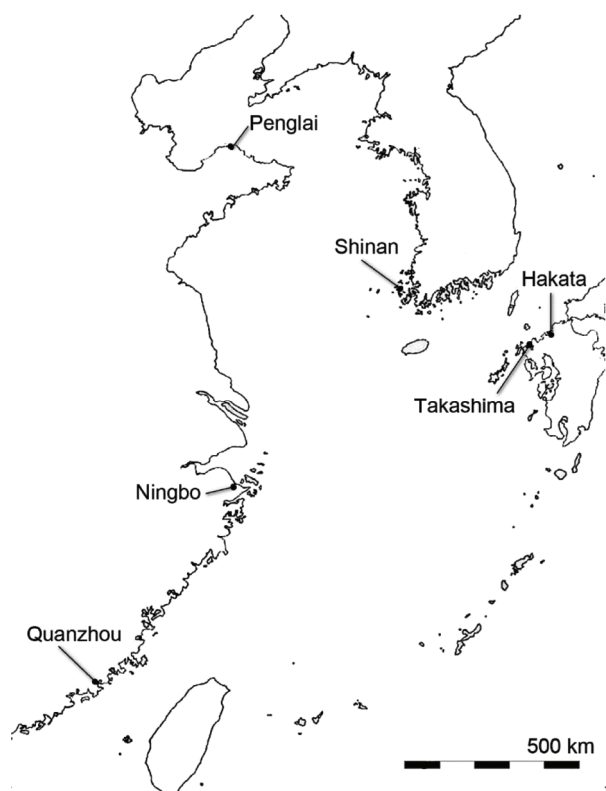 Penglai
Shinan
Hakata
Takashima
Ningbo
Quanzhou
500 km